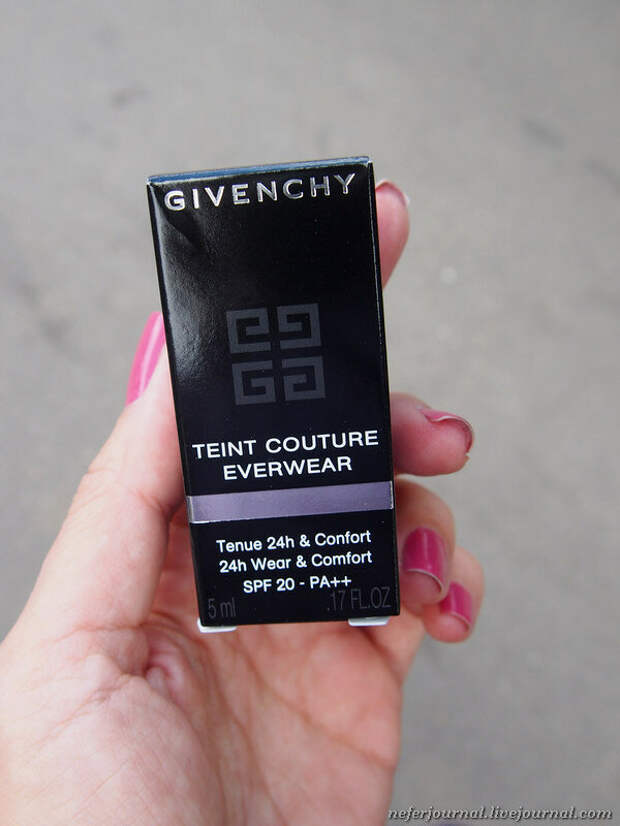 GIVENCHY
TEINT COUTURE
EVERWEAR
Tenue 24h & Confort
24h Wear & Comfort
SPF 20 - PA++
5 ml .17 FL.OZ
neferjournal.livejournal.com